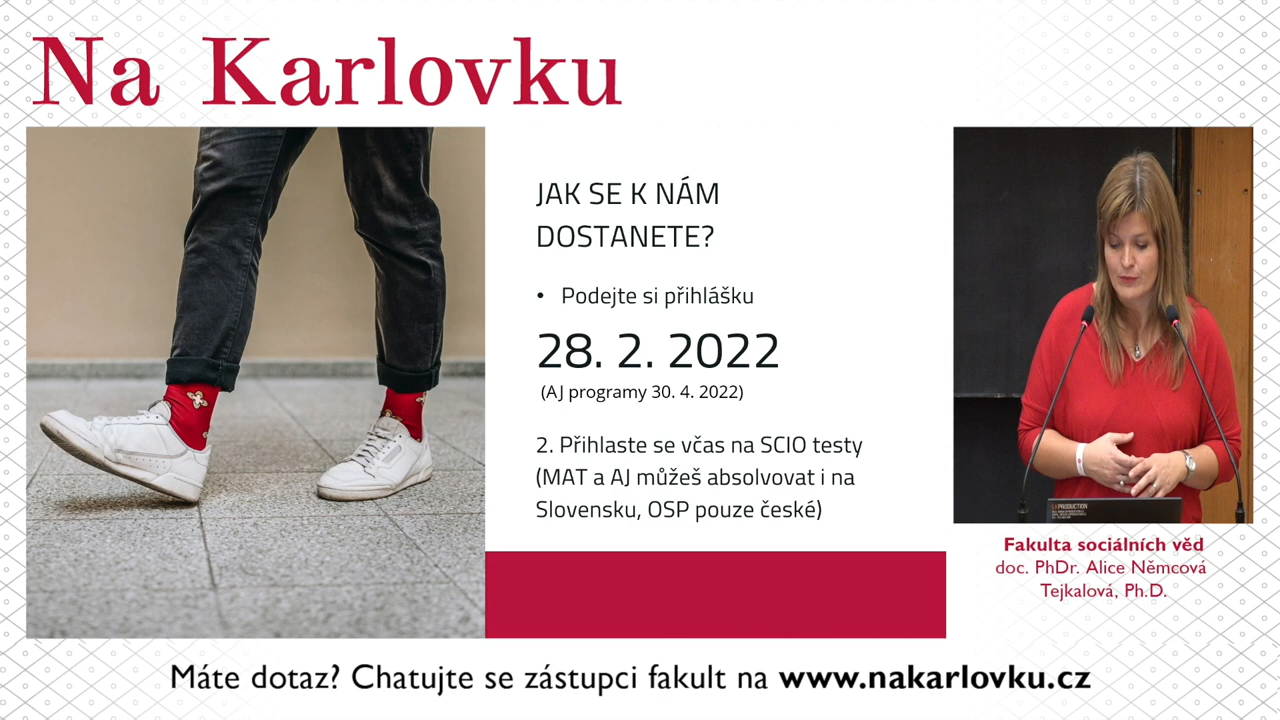 Na Karlovku
JAK SE K NÁM
DOSTANETE?
• Podejte si přihlášku
28. 2. 2022
(AJ programy 30. 4. 2022)
2. Přihlaste se včas na SCIO testy
(MAT a AJ můžeš absolvovat i na
Slovensku, OSP pouze české)
PRODUCTION
Fakulta sociálních věd
doc. PhDr. Alice Němcová
Tejkalová, Ph.D.
Máte dotaz? Chatujte se zástupci fakult na www.nakarlovku.cz